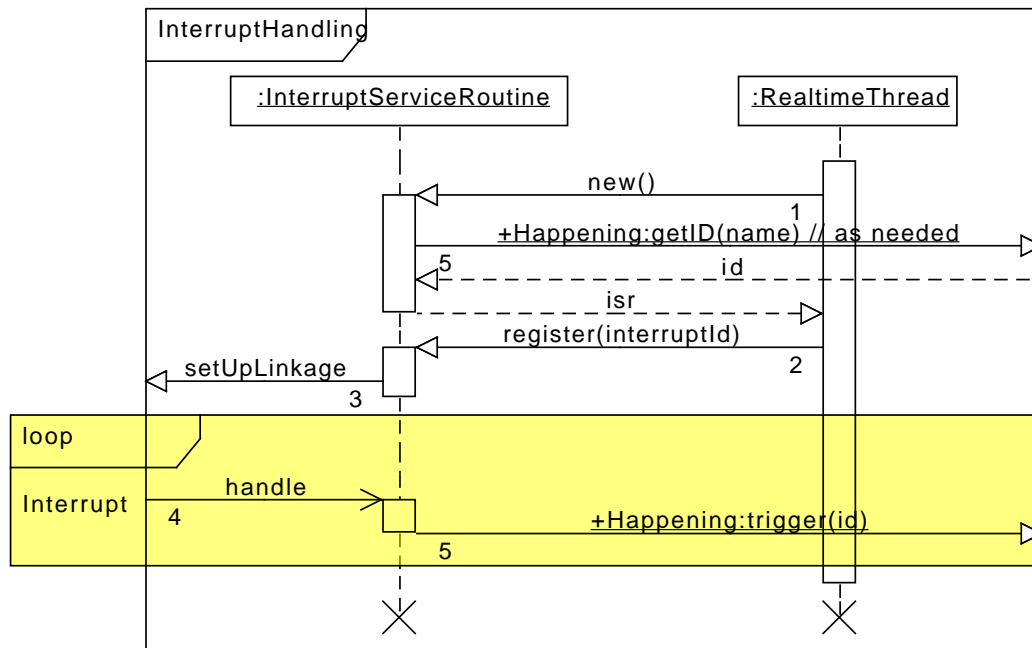 InterruptHandling
:InterruptServiceRoutine
:RealtimeThread
new()
1
+Happening:getID(name) // as needed
5
id
isr
register(interruptId)
2
setUpLinkage
3
loop
Interrupt
handle
4
+Happening:trigger(id)
5